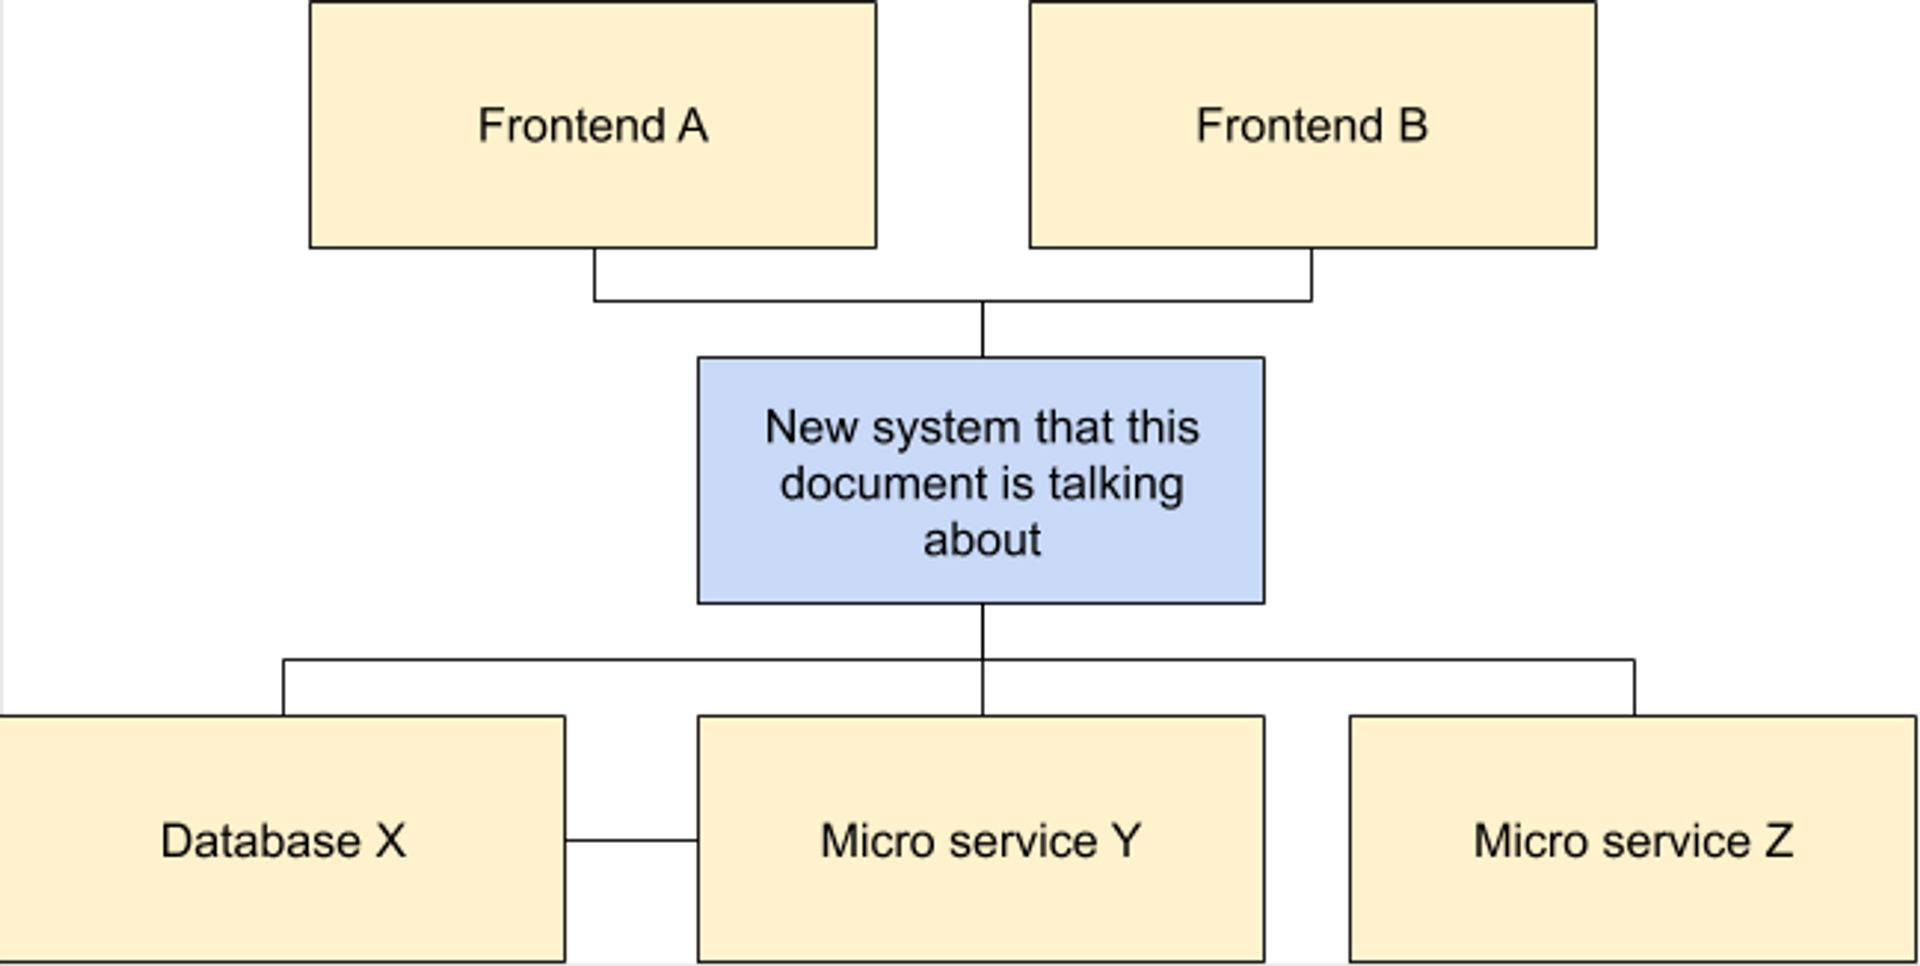 Frontend A
Frontend B
New system that this
document is talking
about
Database X
Micro service Y
Micro service Z